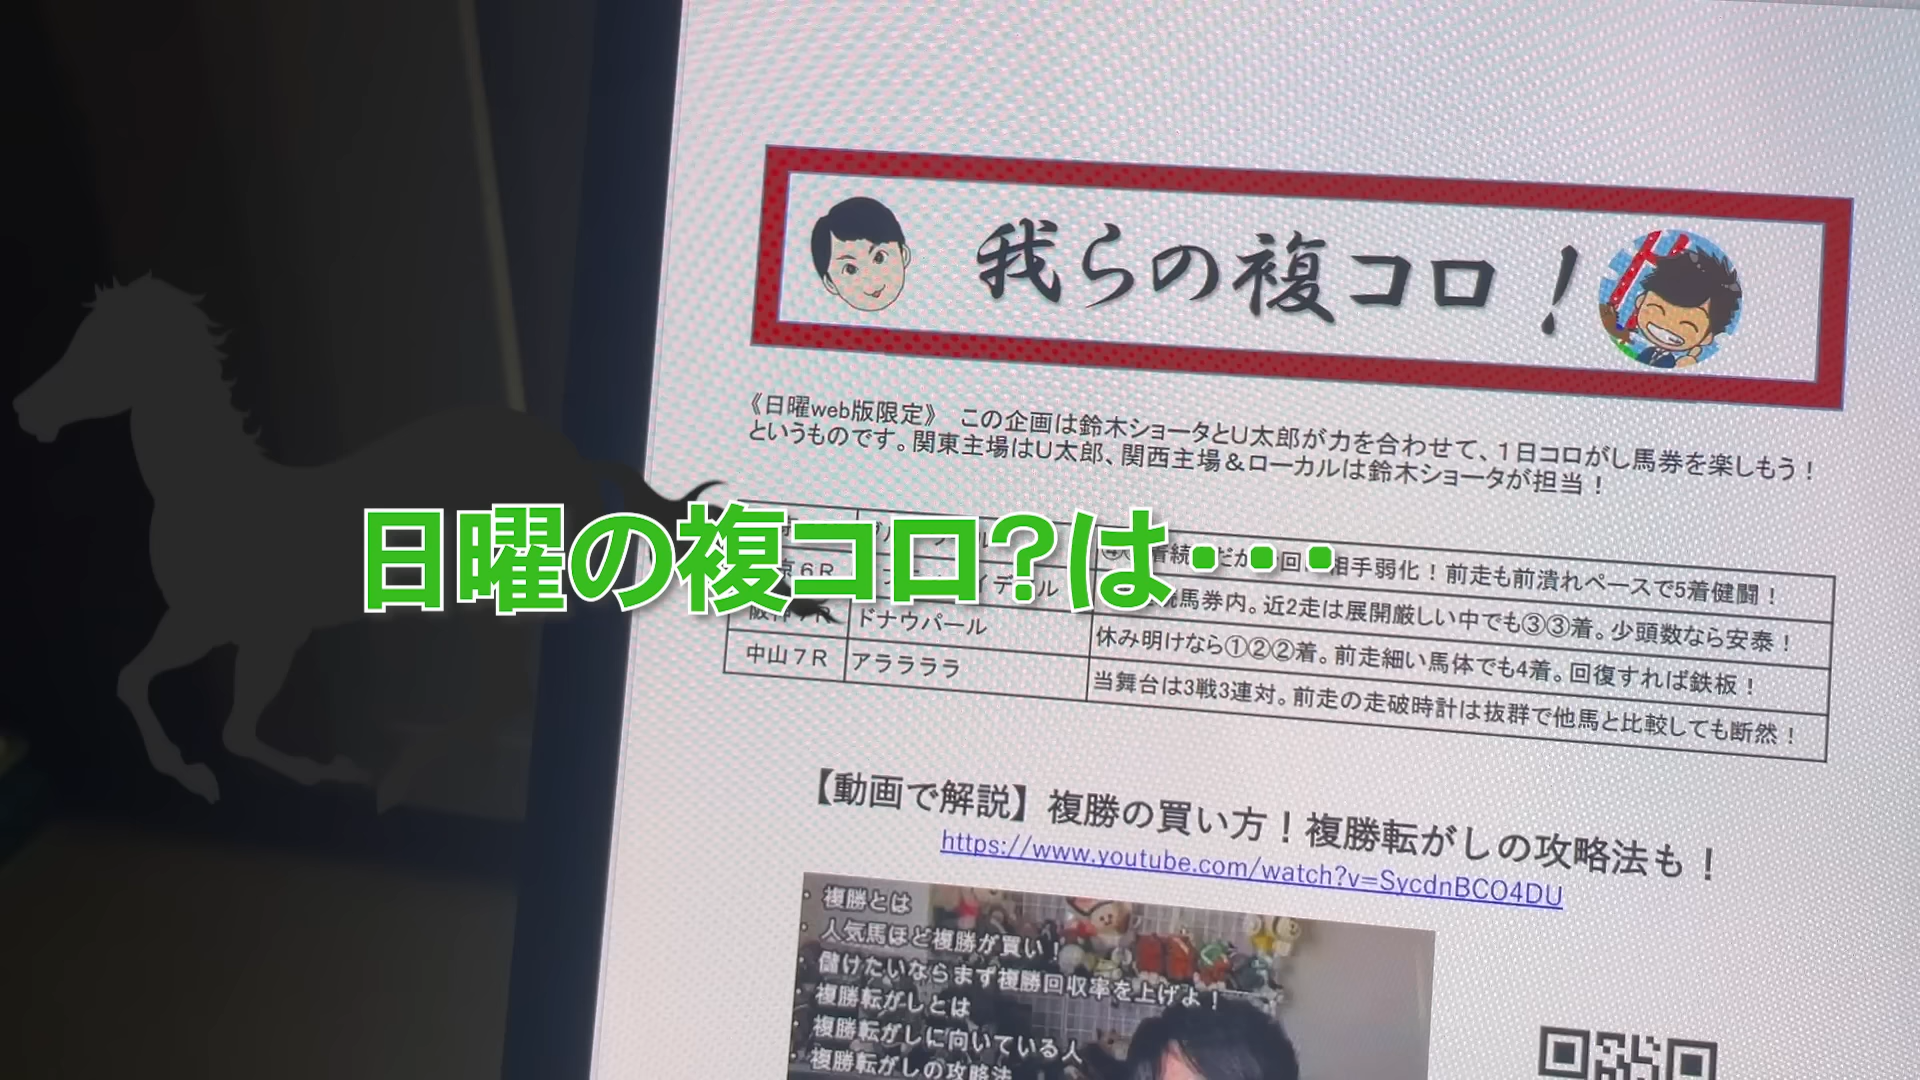 我らの複コロ！
《日曜web版限定》 この企画は鈴木ショータとU太郎が力を合わせて、1日コロがし馬券を楽しもう！
というものです。関東主場はU太郎、関西主場＆ローカルは鈴木ショータが担当！
日曜の複コロ？は・・・
相手弱化！前走も前潰れペースで5着健闘！
6R
馬券内。近2走は展開厳しい中でも③③着。少頭数なら安泰！
阪神7R ドナウパール 休み明けなら①②②着。前走細い馬体でも4着。回復すれば鉄板！
中山7R アララララ 当舞台は3戦3連対。前走の走破時計は抜群で他馬と比較しても断然！
【動画で解説】複勝の買い方！複勝転がしの攻略法も！
https://www.youtube.com/watch?v=SycdnBCO4DU
・複勝とは
・人気馬ほど複勝が買い！
・儲けたいならまず複勝回収率を上げよ！
・複勝転がしとは
・複勝転がしに向いている人
・複勝転がしの攻略法